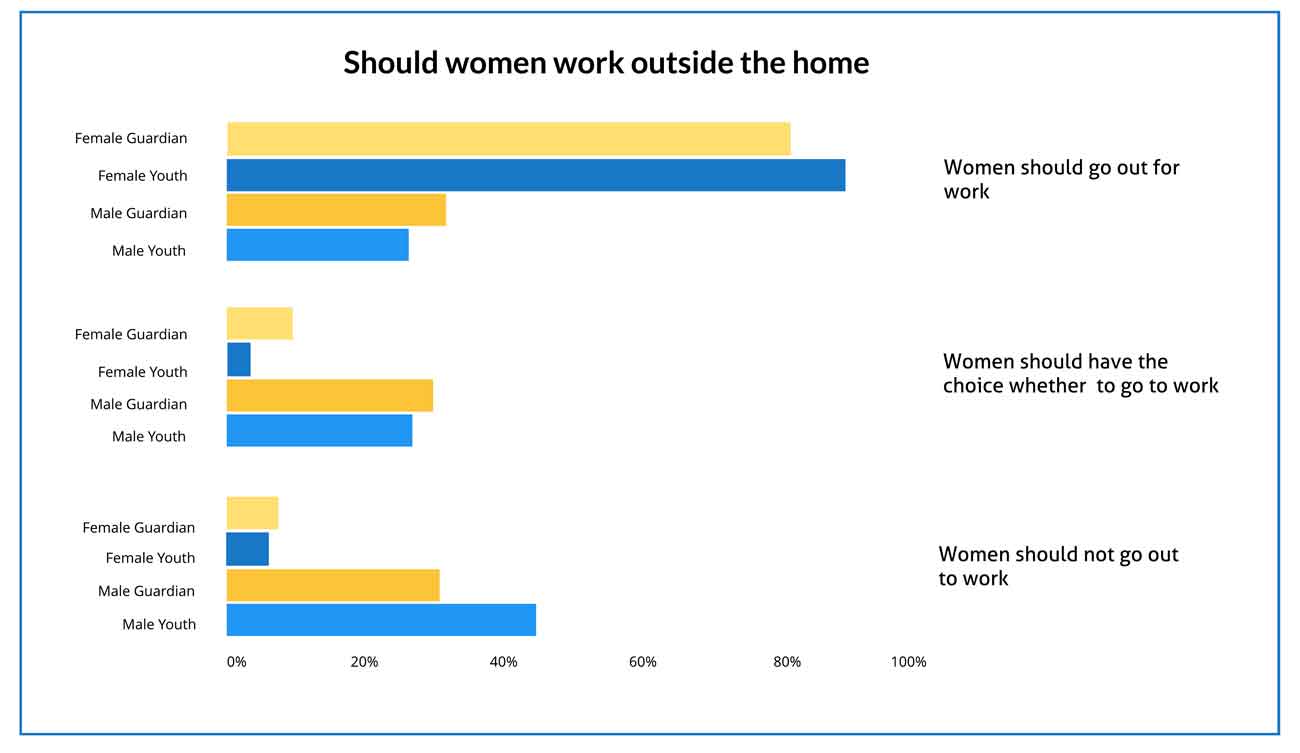 Should women work outside the home
Female Guardian
Female Youth
Male Guardian
Male Youth
Women should go out for
work
Female Guardian
Female Youth
Male Guardian
Male Youth
Women should have the
choice whether  to go to work
Female Guardian
Female Youth
Male Guardian
Male Youth
Women should not go out
to work
0% 20% 40% 60% 80% 100%